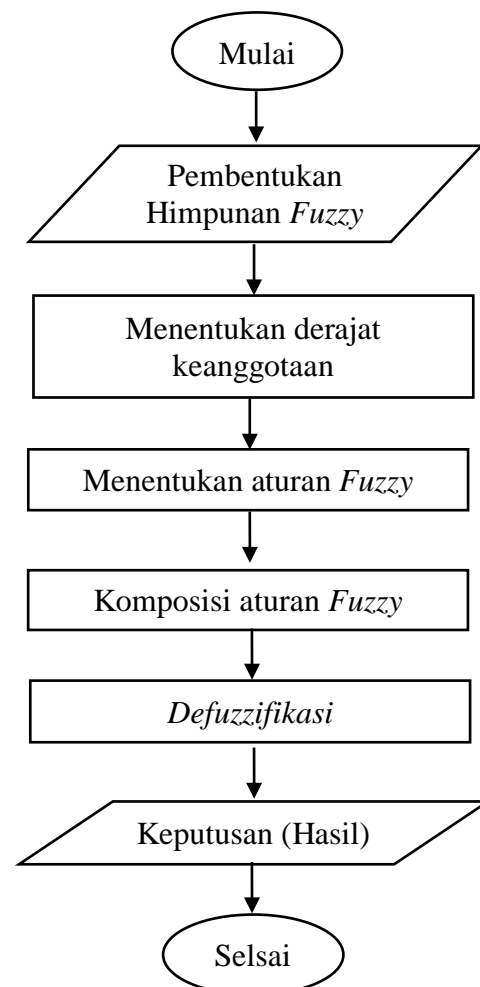 Mulai
Pembentukan
Himpunan Fuzzy
Menentukan derajat
keanggotaan
Menentukan aturan Fuzzy
Komposisi aturan Fuzzy
Defuzzifikasi
Keputusan (Hasil)
Selsai